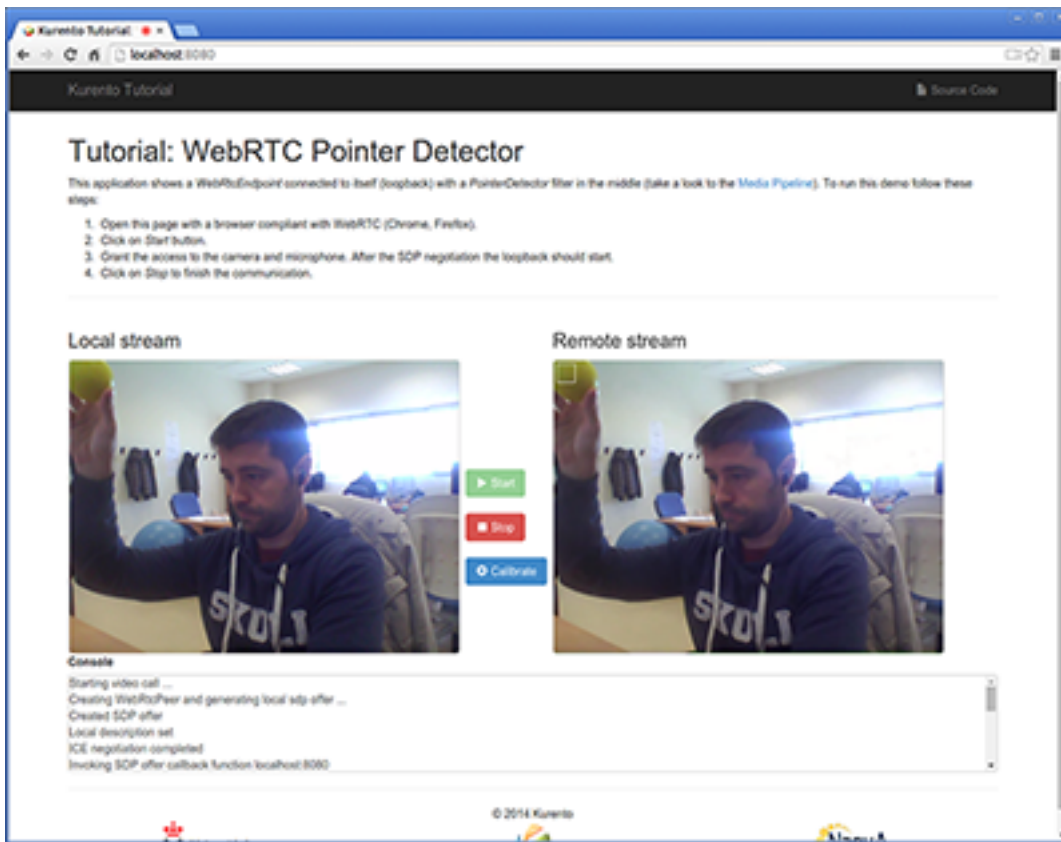 Kurento Tutorial:
localhost:8080
Kurento Tutorial
Source Code
Tutorial: WebRTC Pointer Detector
This application shows a WebRtcEndpoint connected to itself (loopback) with a PointerDetector filter in the middle (take a look to the Media Pipeline). To run this demo follow these
steps:
1. Open this page with a browser compliant with WebRTC (Chrome, Firefox).
2. Click on Start button.
3. Grant the access to the camera and microphone. After the SDP negotiation the loopback should start.
4. Click on Stop to finish the communication.
Local stream
Remote stream
Start
Stop
Calibrate
Console
Starting video call ...
Creating WebRtcPeer and generating local sdp offer ...
Created SDP offer
Local description set
ICE negotiation completed
Invoking SDP offer callback function localhost:8080
© 2014 Kurento